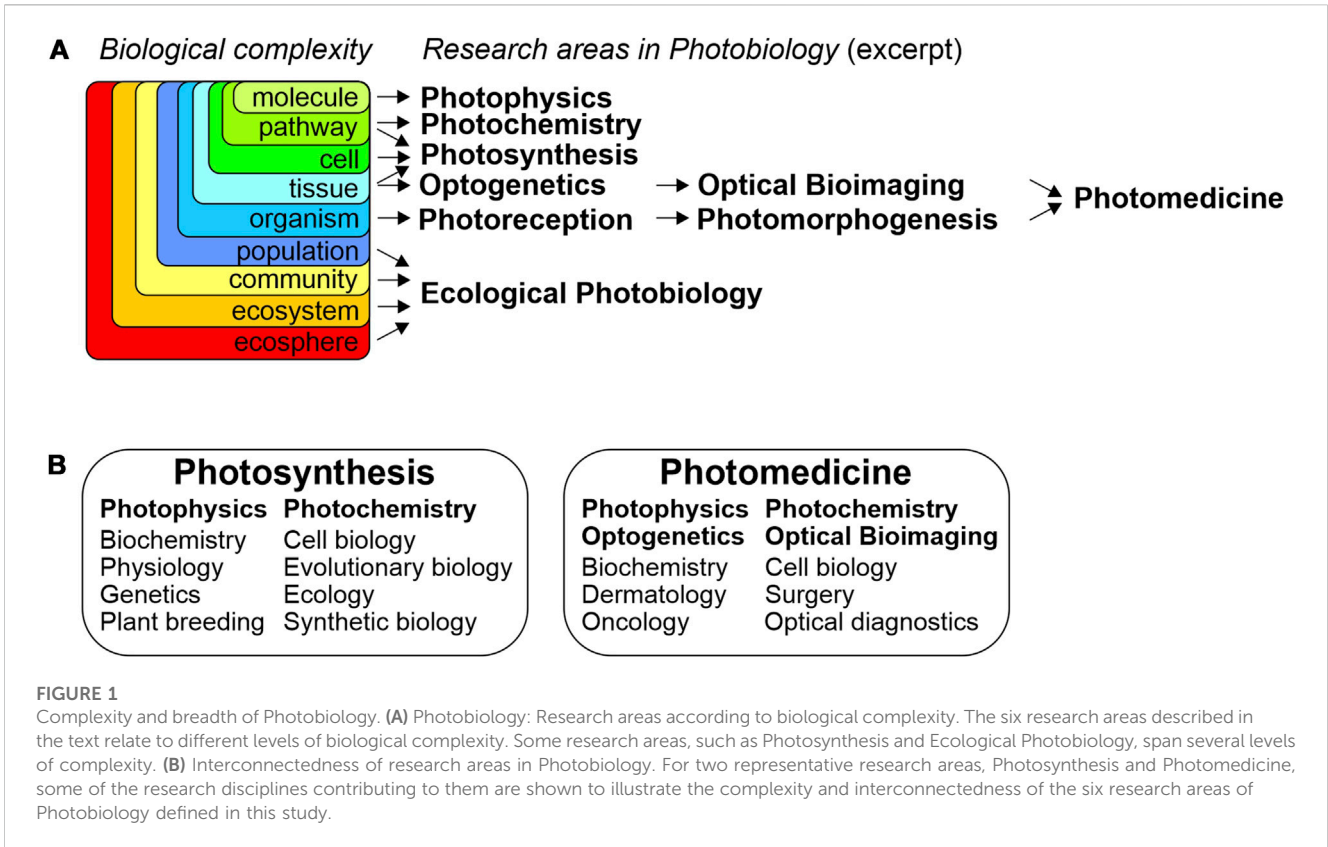 A Biological complexity Research areas in Photobiology (excerpt)
molecule Photophysics
pathway Photochemistry
cell Photosynthesis
tissue Optogenetics Optical Bioimaging
Photomedicine
organism Photoreception Photomorphogenesis
population
community
Ecological Photobiology
ecosystem
ecosphere
B
Photosynthesis
Photophysics Photochemistry
Biochemistry Cell biology
Physiology Evolutionary biology
Genetics Ecology
Plant breeding Synthetic biology
Photomedicine
Photophysics Photochemistry
Optogenetics Optical Bioimaging
Biochemistry Cell biology
Dermatology Surgery
Oncology Optical diagnostics
FIGURE 1
Complexity and breadth of Photobiology. (A) Photobiology: Research areas according to biological complexity. The six research areas described in
the text relate to different levels of biological complexity. Some research areas, such as Photosynthesis and Ecological Photobiology, span several levels
of complexity. (B) Interconnectedness of research areas in Photobiology. For two representative research areas, Photosynthesis and Photomedicine,
some of the research disciplines contributing to them are shown to illustrate the complexity and interconnectedness of the six research areas of
Photobiology defined in this study.